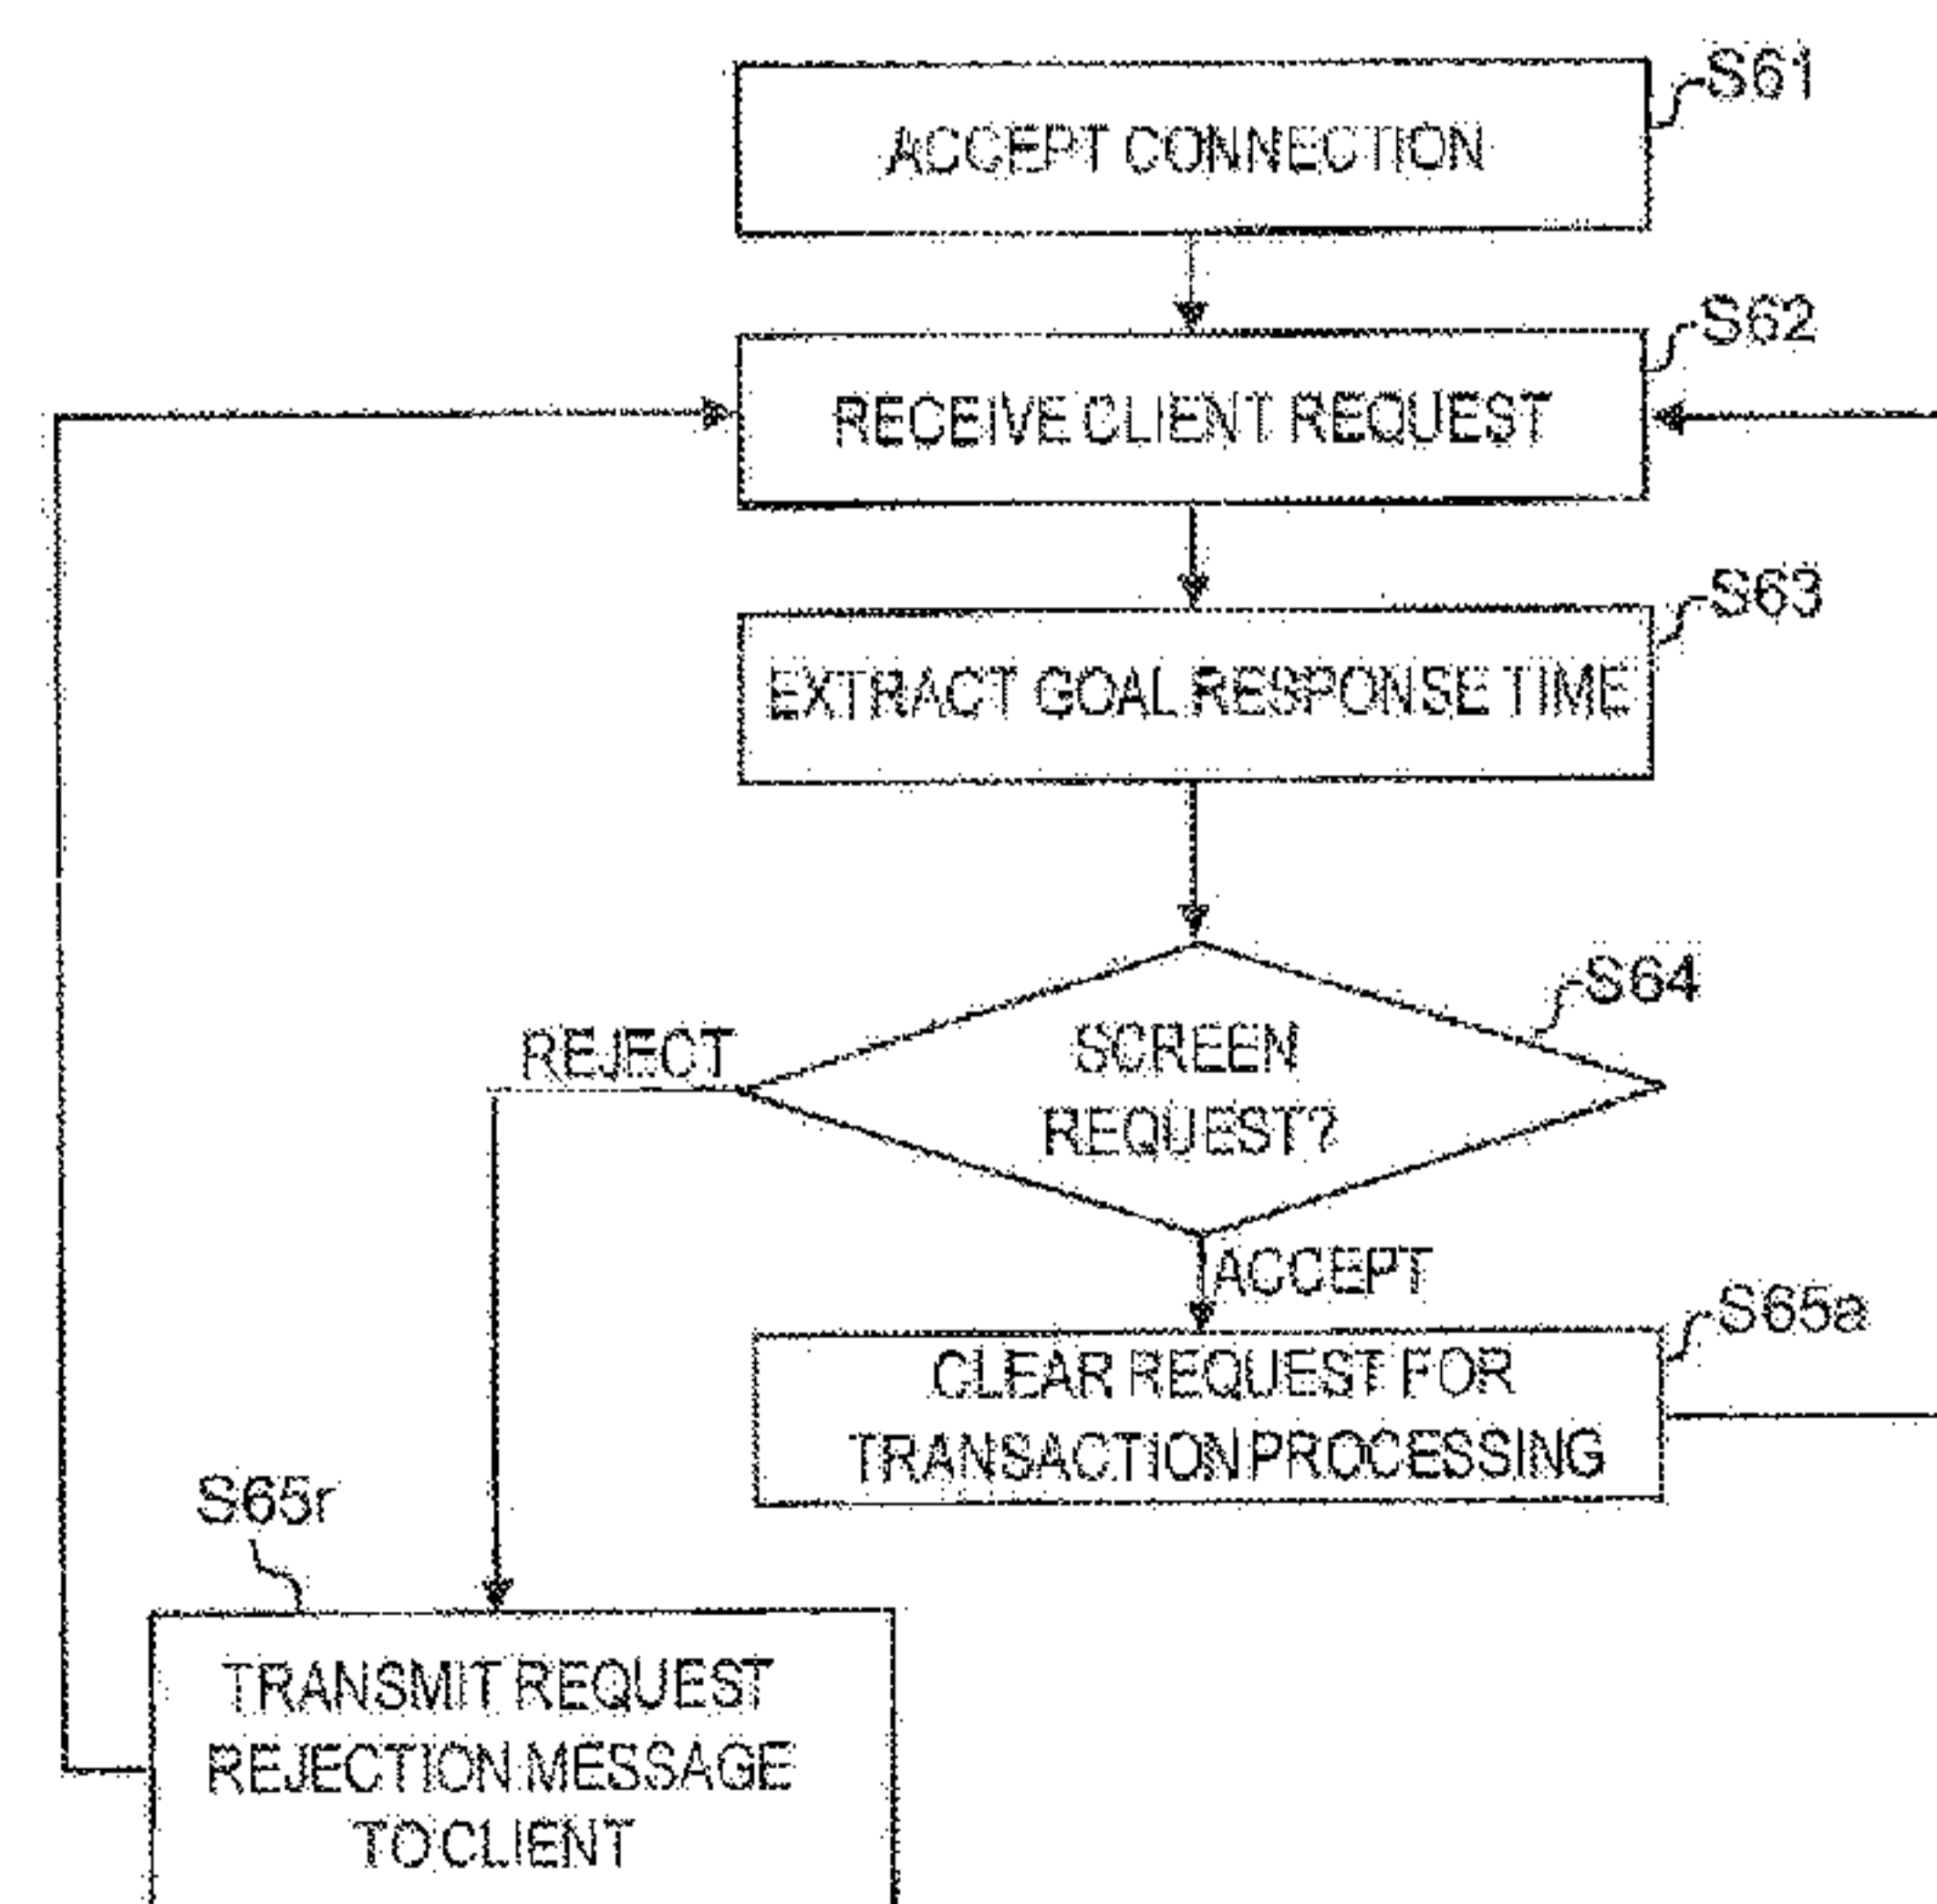 S61
ACCEPT CONNECTION
S62
RECEIVE CLIENT REQUEST
S63
EXTRACT GOAL RESPONSE TIME
S64
REJECT
SCREEN
REQUEST?
ACCEPT
S65a
CLEAR REQUEST FOR
TRANSACTION PROCESSING
S65r
TRANSMIT REQUEST
REJECTION MESSAGE
TO CLIENT